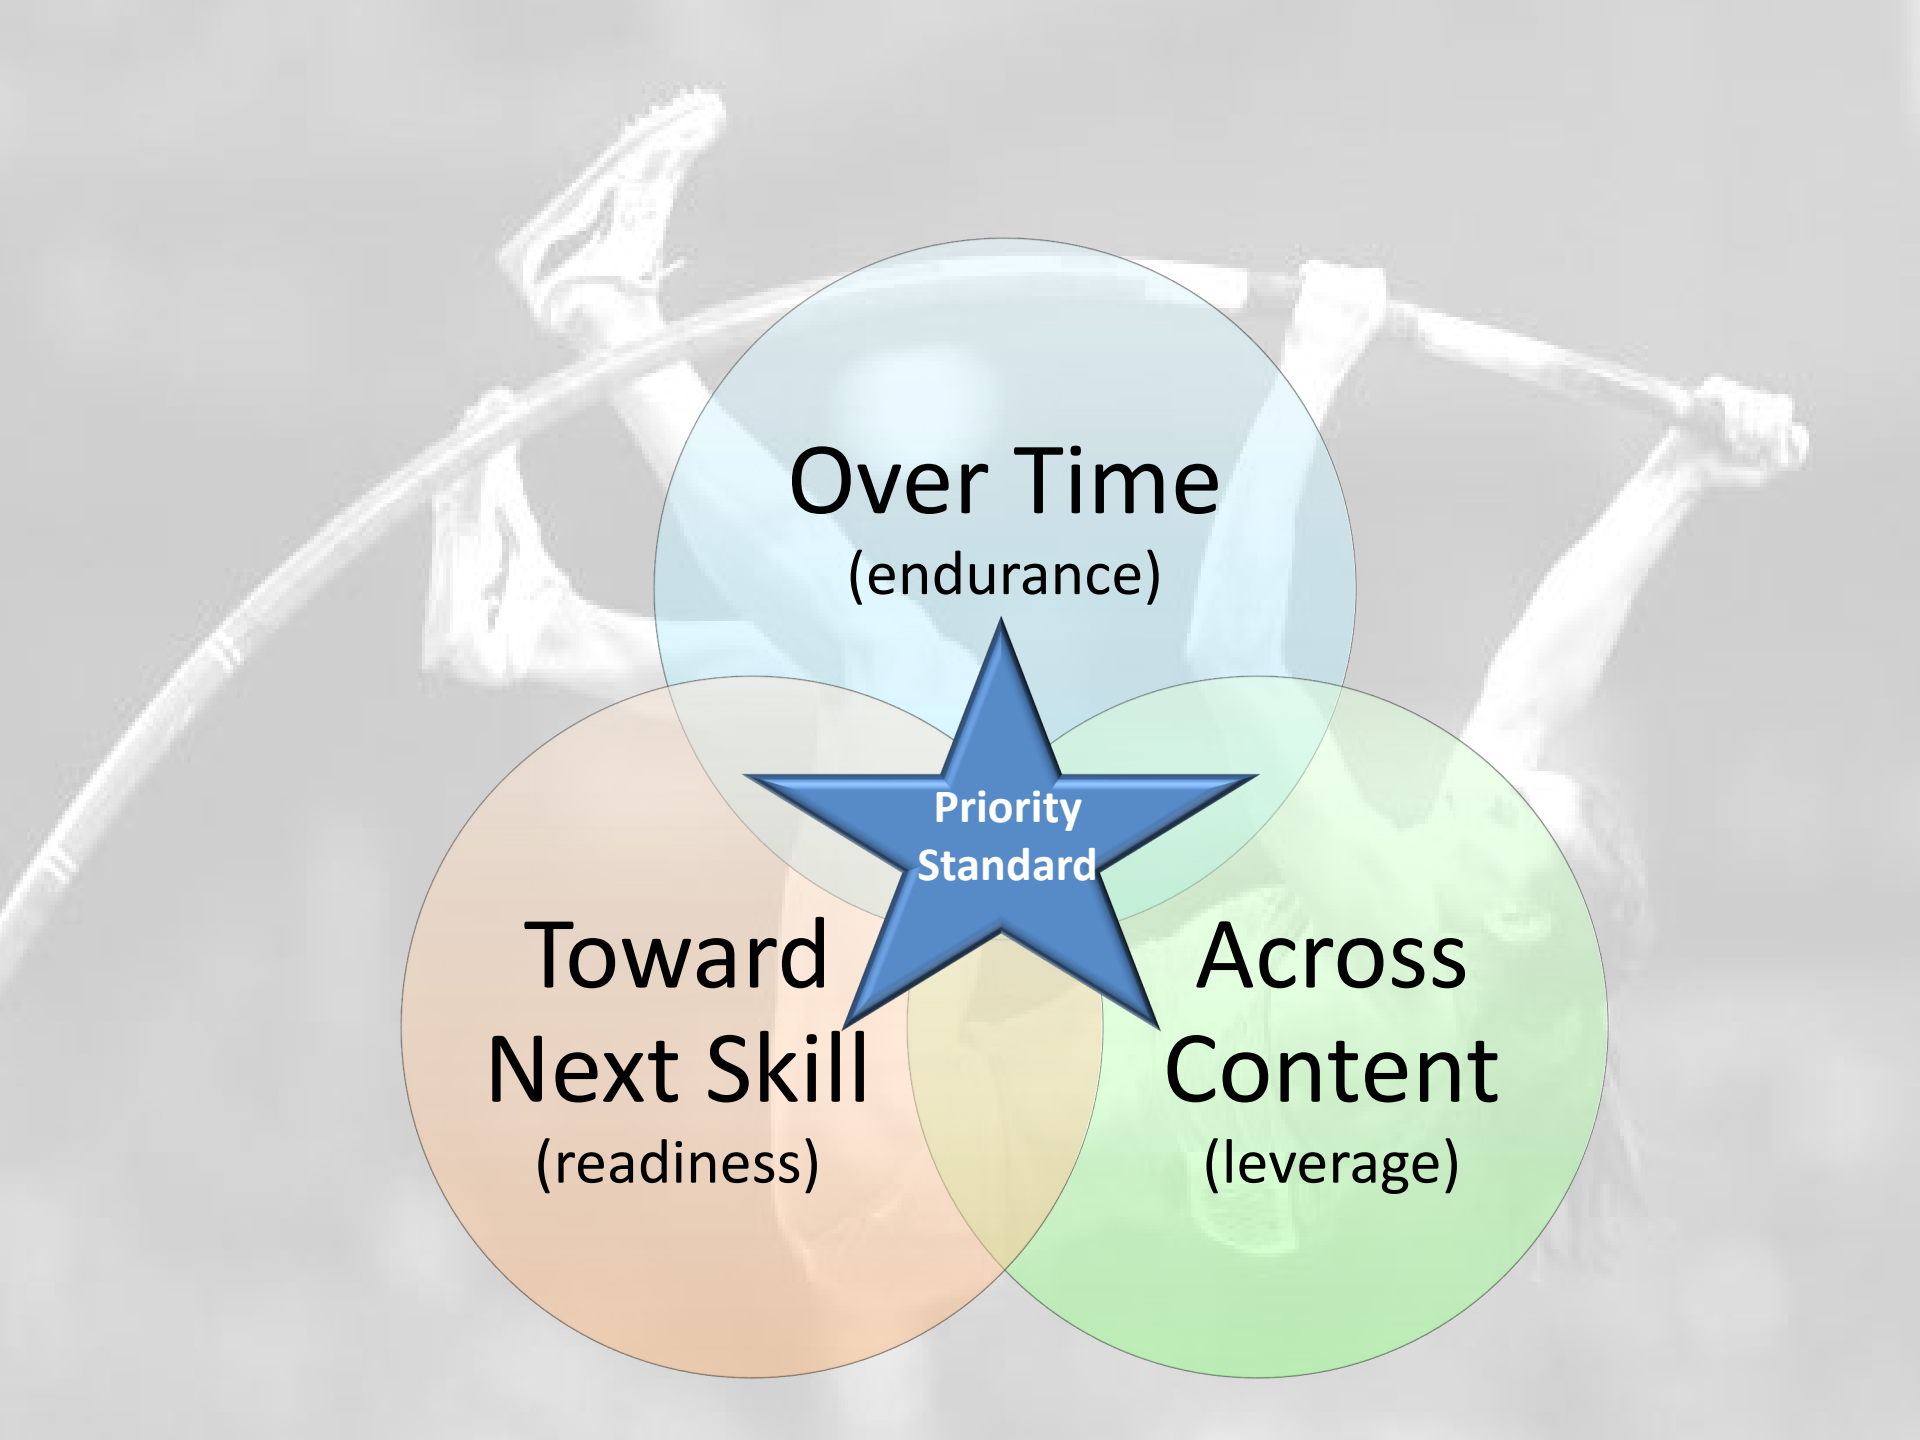 Over Time
(endurance)
Priority
Standard
Toward
Next Skill
(readiness)
Across
Content
(leverage)